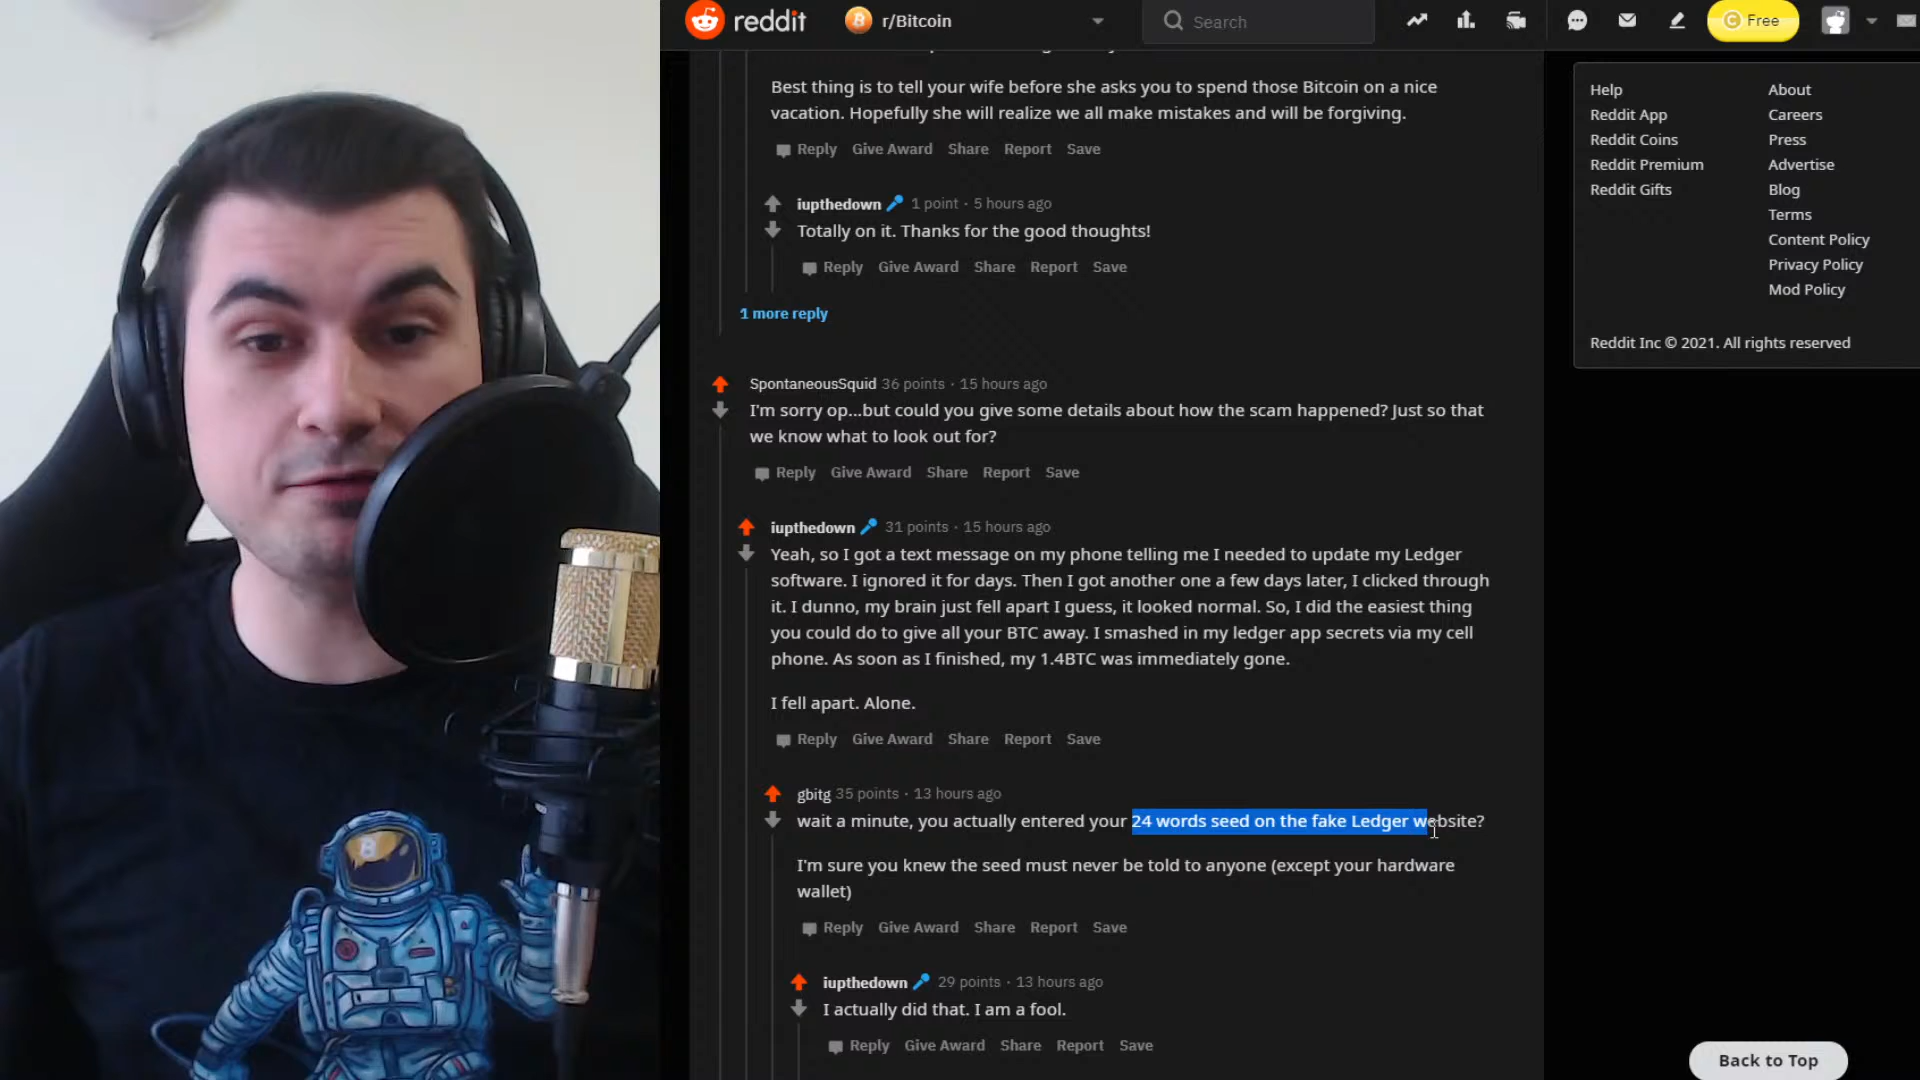 reddit
r/Bitcoin
Search
Free
Best thing is to tell your wife before she asks you to spend those Bitcoin on a nice
vacation. Hopefully she will realize we all make mistakes and will be forgiving.
Reply Give Award Share Report Save
iupthedown 1 point · 5 hours ago
Totally on it. Thanks for the good thoughts!
Reply Give Award Share Report Save
1 more reply
SpontaneousSquid 36 points · 15 hours ago
I'm sorry op...but could you give some details about how the scam happened? Just so that
we know what to look out for?
Reply Give Award Share Report Save
iupthedown 31 points · 15 hours ago
Yeah, so I got a text message on my phone telling me I needed to update my Ledger
software. I ignored it for days. Then I got another one a few days later, I clicked through
it. I dunno, my brain just fell apart I guess, it looked normal. So, I did the easiest thing
you could do to give all your BTC away. I smashed in my ledger app secrets via my cell
phone. As soon as I finished, my 1.4BTC was immediately gone.
I fell apart. Alone.
Reply Give Award Share Report Save
gbitg 35 points · 13 hours ago
wait a minute, you actually entered your 24 words seed on the fake Ledger website?
I'm sure you knew the seed must never be told to anyone (except your hardware
wallet)
Reply Give Award Share Report Save
iupthedown 29 points · 13 hours ago
I actually did that. I am a fool.
Reply Give Award Share Report Save
Help About
Reddit App Careers
Reddit Coins Press
Reddit Premium Advertise
Reddit Gifts Blog
Terms
Content Policy
Privacy Policy
Mod Policy
Reddit Inc © 2021. All rights reserved
Back to Top